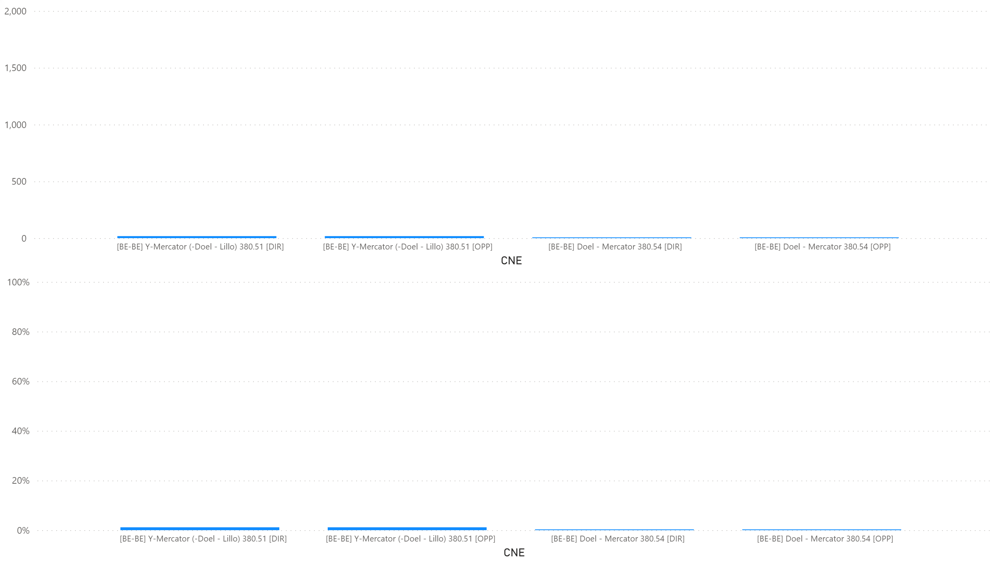 2,000
1,500
1,000
500
0
[BE-BE] Y-Mercator (-Doel - Lillo) 380.51 [DIR] [BE-BE] Y-Mercator (-Doel - Lillo) 380.51 [OPP] [BE-BE] Doel - Mercator 380.54 [DIR] [BE-BE] Doel - Mercator 380.54 [OPP]
CNE
100%
80%
60%
40%
20%
0%
[BE-BE] Y-Mercator (-Doel - Lillo) 380.51 [DIR] [BE-BE] Y-Mercator (-Doel - Lillo) 380.51 [OPP] [BE-BE] Doel - Mercator 380.54 [DIR] [BE-BE] Doel - Mercator 380.54 [OPP]
CNE